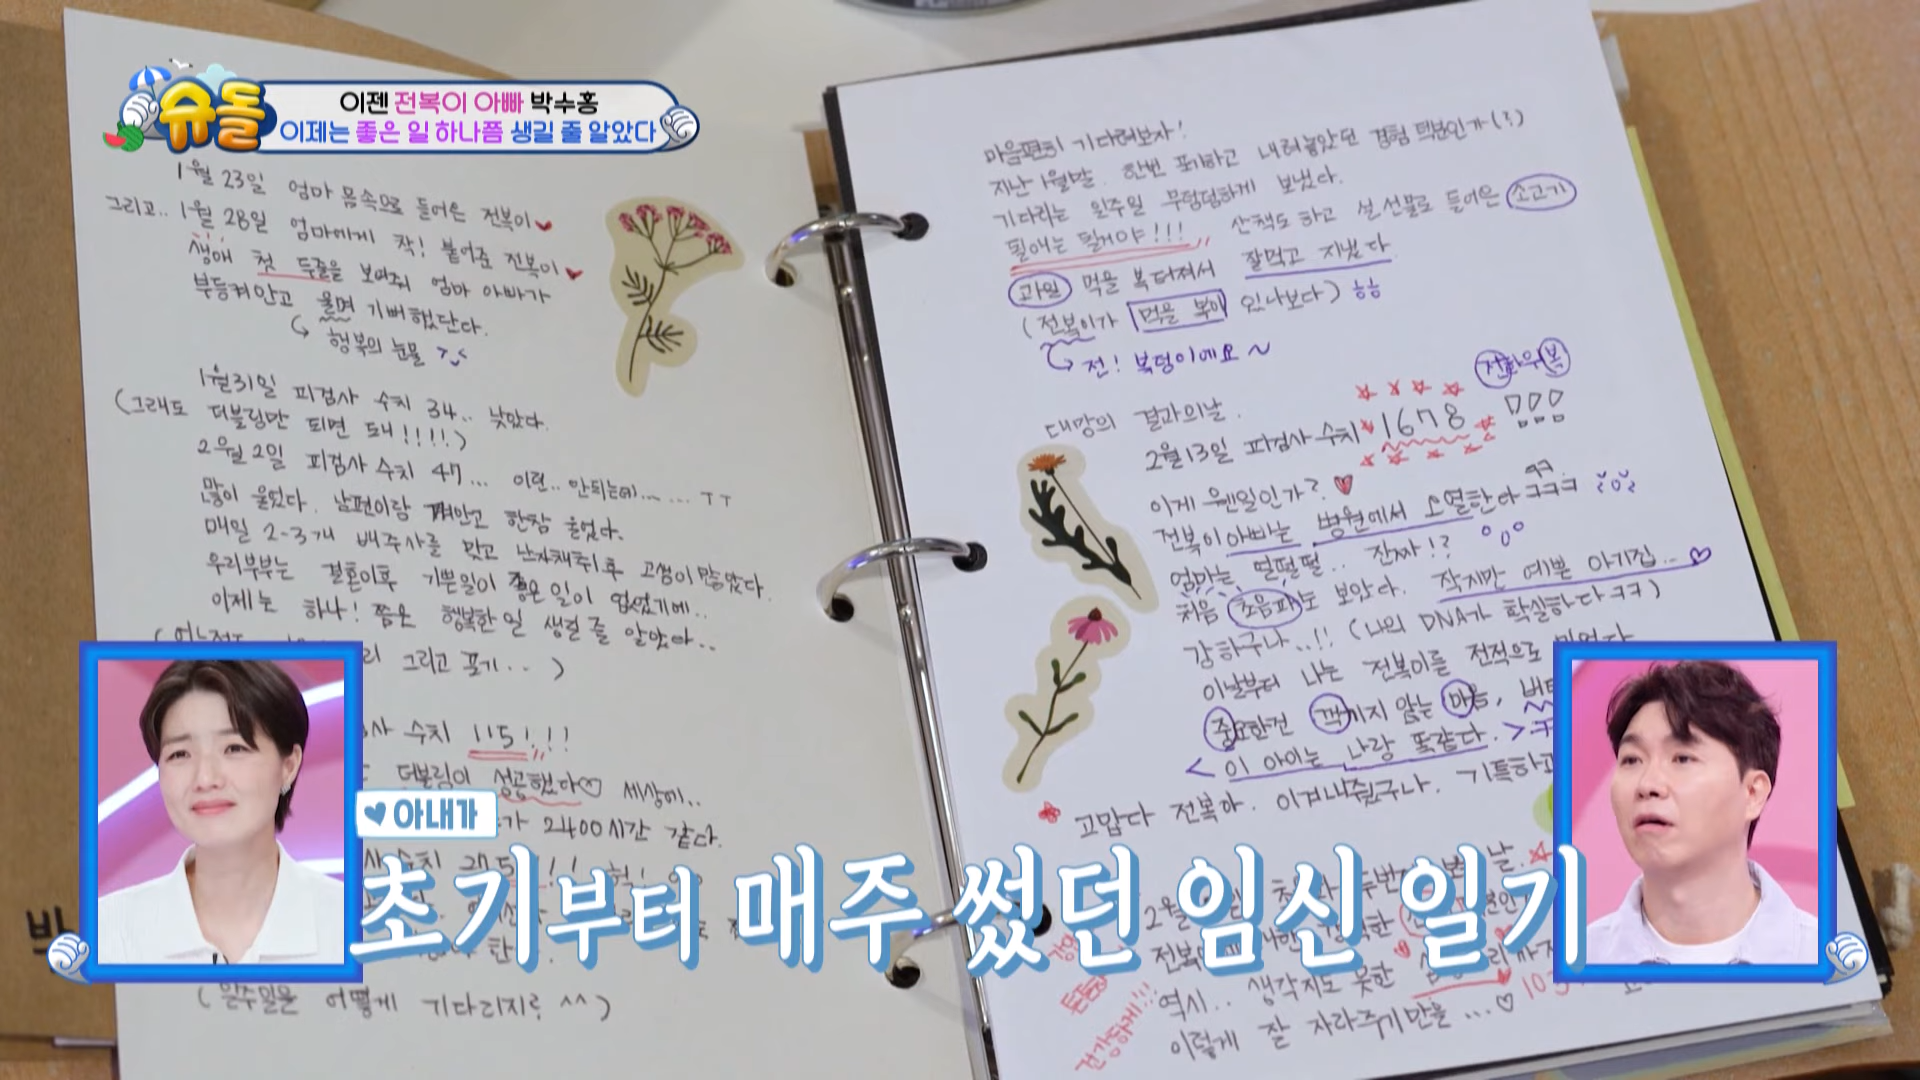 슈돌
이젠 전복이 아빠 박수홍
이제는 좋은 일 하나쯤 생길 줄 알았다
1월 23일 엄마 몸속으로 들어온 전복이♥
그리고.. 1월 28일 엄마에게 착! 붙어준 전복이♥
생애 첫 두줄을 보여줘 엄마 아빠가
부등켜안고 울며 기뻐했단다.
행복의 눈물
1월31일 피검사 수치 34.. 낮았다.
(그래도 더블링만 되면 돼!!!!)
2월2일 피검사 수치 47... 이런.. 안되는데... ... ㅜㅜ
많이 울었다. 남편이랑 껴안고 한참 울었다.
매일 2-3개 배주사를 맞고 난자채취후 고생이 많았다.
우리부부는 결혼이후 기쁜일이 좋은일이 없었기에..
이제는 하나! 쯤은 행복한 일 생길 줄 알았다..
그리고 포기..)
수치 115!!!
더블링이 성공했다♡ 세상에..
2400시간 같다.
수치
(일주일을 어떻게 기다리지? ^^)
마음편히 기다려보자!
지난 1월말. 한번 포기하고 내려놓았던 경험 덕분인가(?)
기다리는 일주일 무덤덤하게 보냈다.
될애는 될거야!!! 산책도 하고 설 선물로 들어온 소고기
과일 먹을 복 터져서 잘먹고 지냈다
(전복이가 먹을 복이 있나보다) ㅎㅎ
전! 복덩이에요~
전화위복
대망의 결과의날.
2월13일 피검사 수치 1678 !!!
이게 웬일인가? ♥
전복이 아빠는 병원에서 오열한다 ㅋㅋㅋ
엄마는 덜덜덜.. 진짜!?
처음 초음파도 보았다. 작지만 예쁜 아기집...♡
강하구나..!! (나의 DNA가 확실하다 ㅋㅋ)
이날부터 나는 전복이를 전적으로 믿었다
중요한건 꺾이지 않는 마음,
<이 아이는 나랑 똑같다.>
고맙다 전복아. 이겨내줬구나. 기특하고
2월
역시.. 생각지도 못한
이렇게 잘 자라주기만을 ...♡
건강하게!!!
♥ 아내가
초기부터 매주 썼던 임신 일기